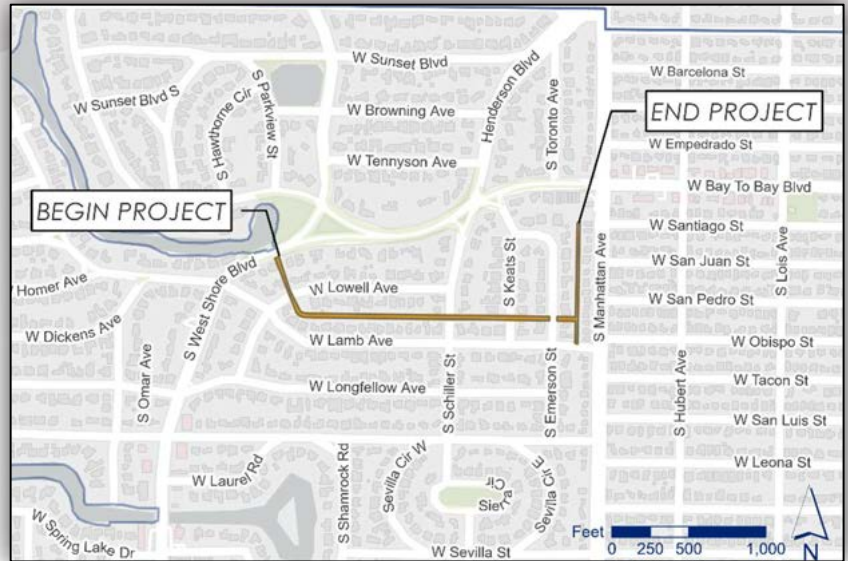 W Sunset Blvd
W Barcelona St
W Sunset Blvd S
S Hawthorne Cir
S Parkview St
Henderson Blvd
S Toronto Ave
W Browning Ave
END PROJECT
W Empedrado St
W Tennyson Ave
W Bay To Bay Blvd
BEGIN PROJECT
W Santiago St
S Keats St
S Manhattan Ave
S Lois Ave
W San Juan St
S West Shore Blvd
Homer Ave
W Lowell Ave
W San Pedro St
W Dickens Ave
W Lamb Ave
W Obispo St
S Omar Ave
S Schiller St
S Emerson St
S Hubert Ave
W Tacon St
W Longfellow Ave
W San Luis St
W Laurel Rd
S Shamrock Rd
Sevilla Cir W
Sierra Cir
Sevilla Cir E
W Leona St
W Spring Lake Dr
W Sevilla St
Feet
0 250 500 1,000
N